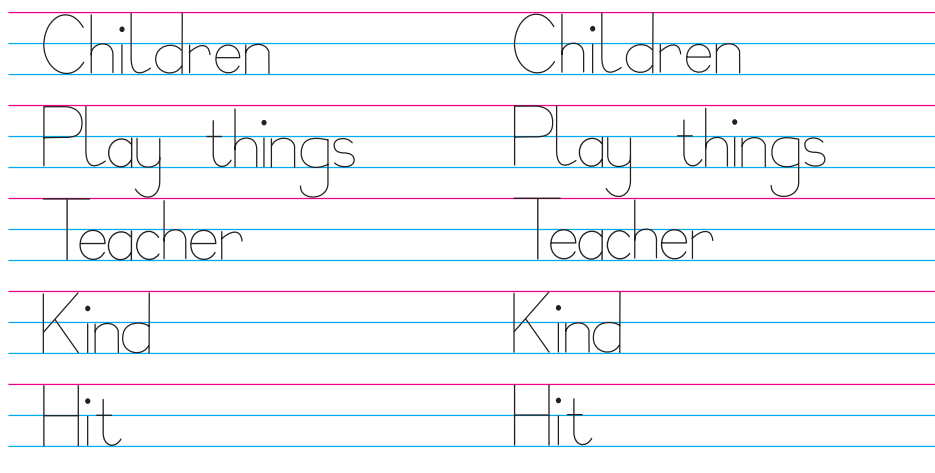 Children Children
Play things Play things
Teacher Teacher
Kind Kind
Hit Hit